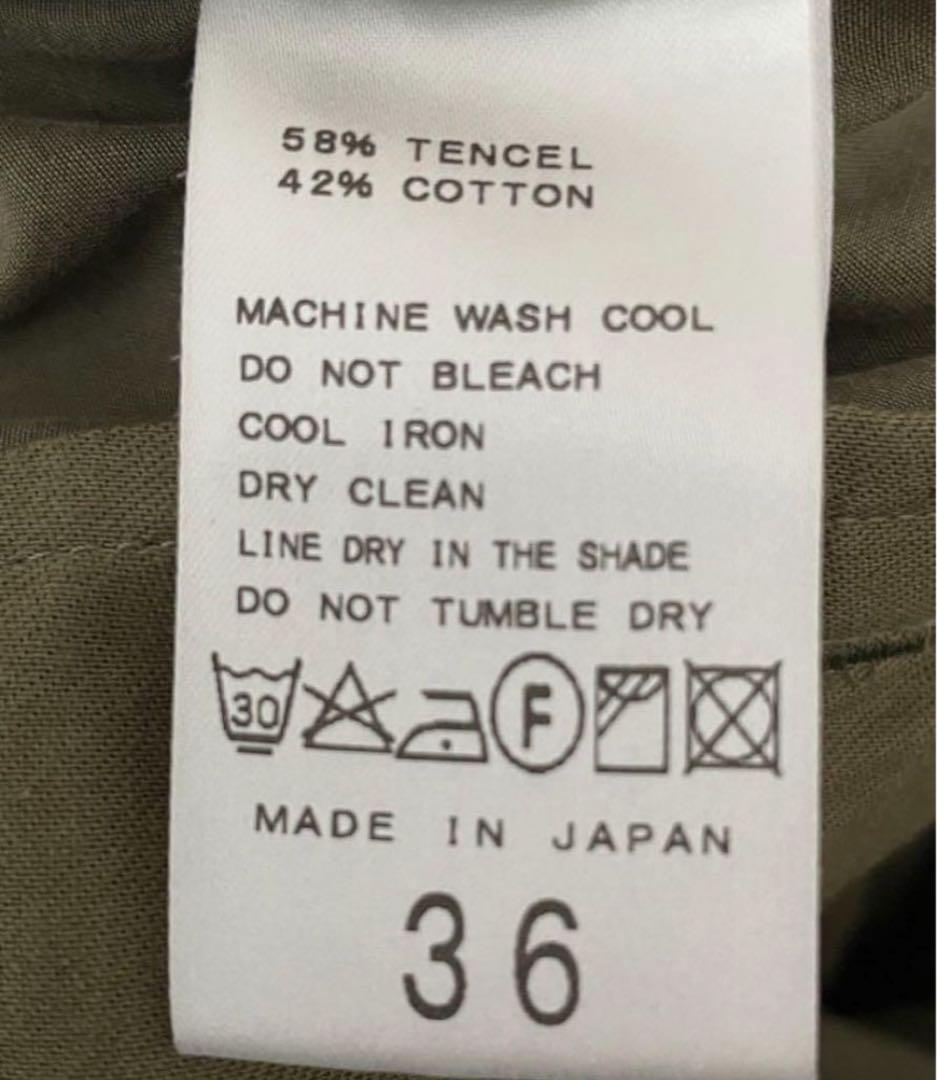 58% TENCEL
42% COTTON
MACHINE WASH COOL
DO NOT BLEACH
COOL IRON
DRY CLEAN
LINE DRY IN THE SHADE
DO NOT TUMBLE DRY
30 F
MADE IN JAPAN
36